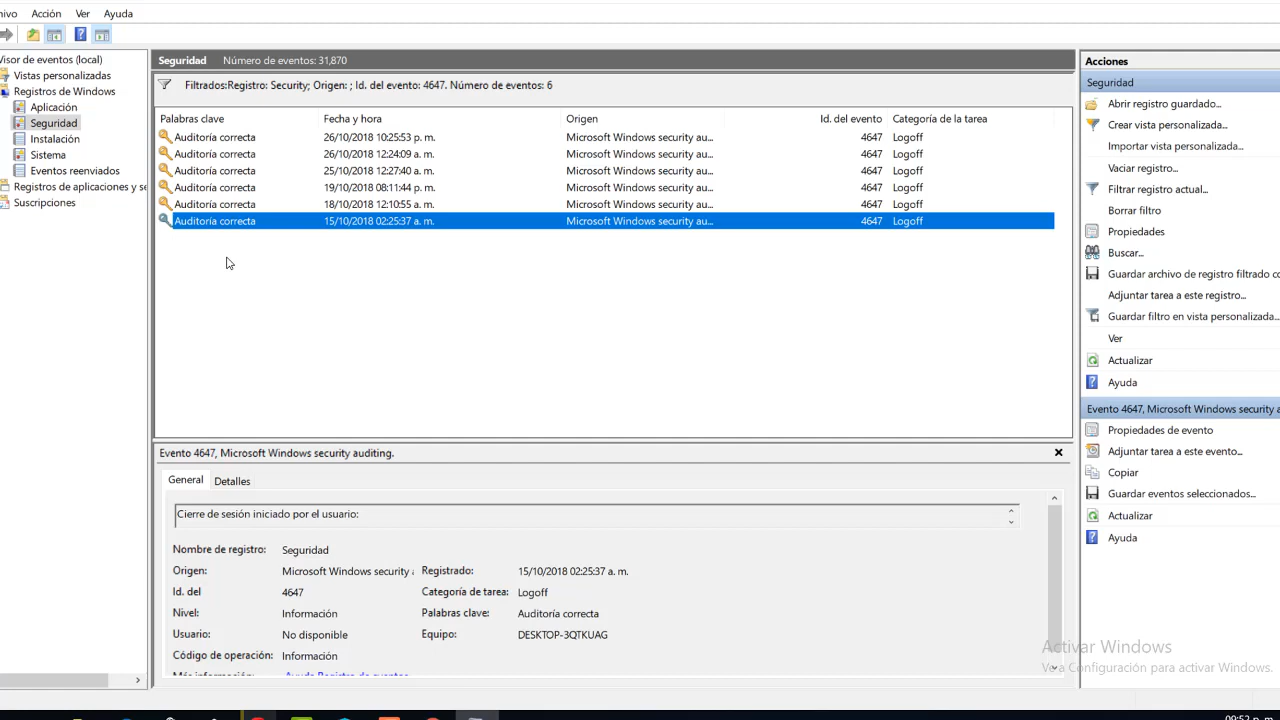 Acción Ver Ayuda
Visor de eventos (local)
Vistas personalizadas
Registros de Windows
Aplicación
Seguridad
Instalación
Sistema
Eventos reenviados
Registros de aplicaciones y se
Suscripciones
Seguridad Número de eventos: 31,870
Filtrados:Registro: Security; Origen: ; Id. del evento: 4647. Número de eventos: 6
Palabras clave Fecha y hora Origen Id. del evento Categoría de la tarea
Auditoría correcta 26/10/2018 10:25:53 p. m. Microsoft Windows security au... 4647 Logoff
Auditoría correcta 26/10/2018 12:24:09 a. m. Microsoft Windows security au... 4647 Logoff
Auditoría correcta 25/10/2018 12:27:40 a. m. Microsoft Windows security au... 4647 Logoff
Auditoría correcta 19/10/2018 08:11:44 p. m. Microsoft Windows security au... 4647 Logoff
Auditoría correcta 18/10/2018 12:10:55 a. m. Microsoft Windows security au... 4647 Logoff
Auditoría correcta 15/10/2018 02:25:37 a. m. Microsoft Windows security au... 4647 Logoff
Evento 4647, Microsoft Windows security auditing.
General Detalles
Cierre de sesión iniciado por el usuario:
Nombre de registro: Seguridad
Origen: Microsoft Windows security Registrado: 15/10/2018 02:25:37 a. m.
Id. del 4647 Categoría de tarea: Logoff
Nivel: Información Palabras clave: Auditoría correcta
Usuario: No disponible Equipo: DESKTOP-3QTKUAG
Código de operación: Información
Más información: Ayuda Registro de eventos
Acciones
Seguridad
Abrir registro guardado...
Crear vista personalizada...
Importar vista personalizada...
Vaciar registro...
Filtrar registro actual...
Borrar filtro
Propiedades
Buscar...
Guardar archivo de registro filtrado co
Adjuntar tarea a este registro...
Guardar filtro en vista personalizada...
Ver
Actualizar
Ayuda
Evento 4647, Microsoft Windows security a
Propiedades de evento
Adjuntar tarea a este evento...
Copiar
Guardar eventos seleccionados...
Actualizar
Ayuda
Activar Windows
Ve a Configuración para activar Windows.
09:52 p. m.